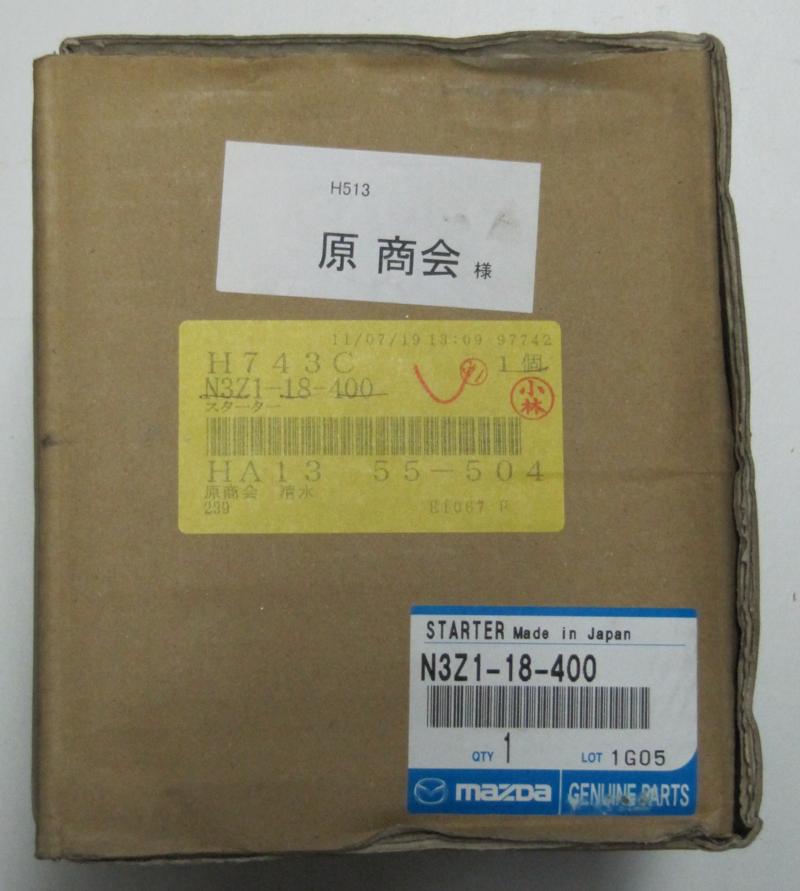 H513
原 商会 様
11/07/19 13:09 97742
H743C 1個
N3Z1-18-400
スターター
小林
HA13 55-504
原商会 清水
239 E1067 P
STARTER Made in Japan
N3Z1-18-400
QTY 1 LOT 1G05
mazda GENUINE PARTS